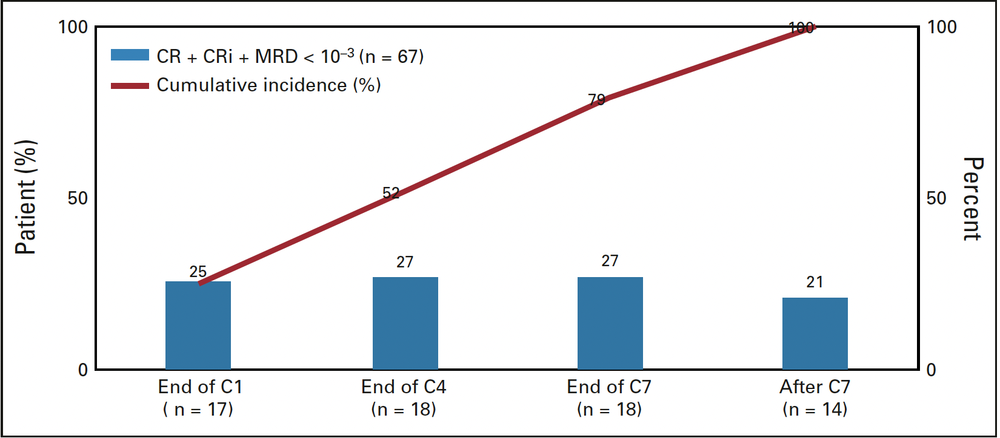 100
100
100
CR + CRi + MRD < 10⁻³ (n = 67)
Cumulative incidence (%)
79
Patient (%)
Percent
50
52
50
25
27
27
21
0
0
End of C1
( n = 17)
End of C4
(n = 18)
End of C7
(n = 18)
After C7
(n = 14)